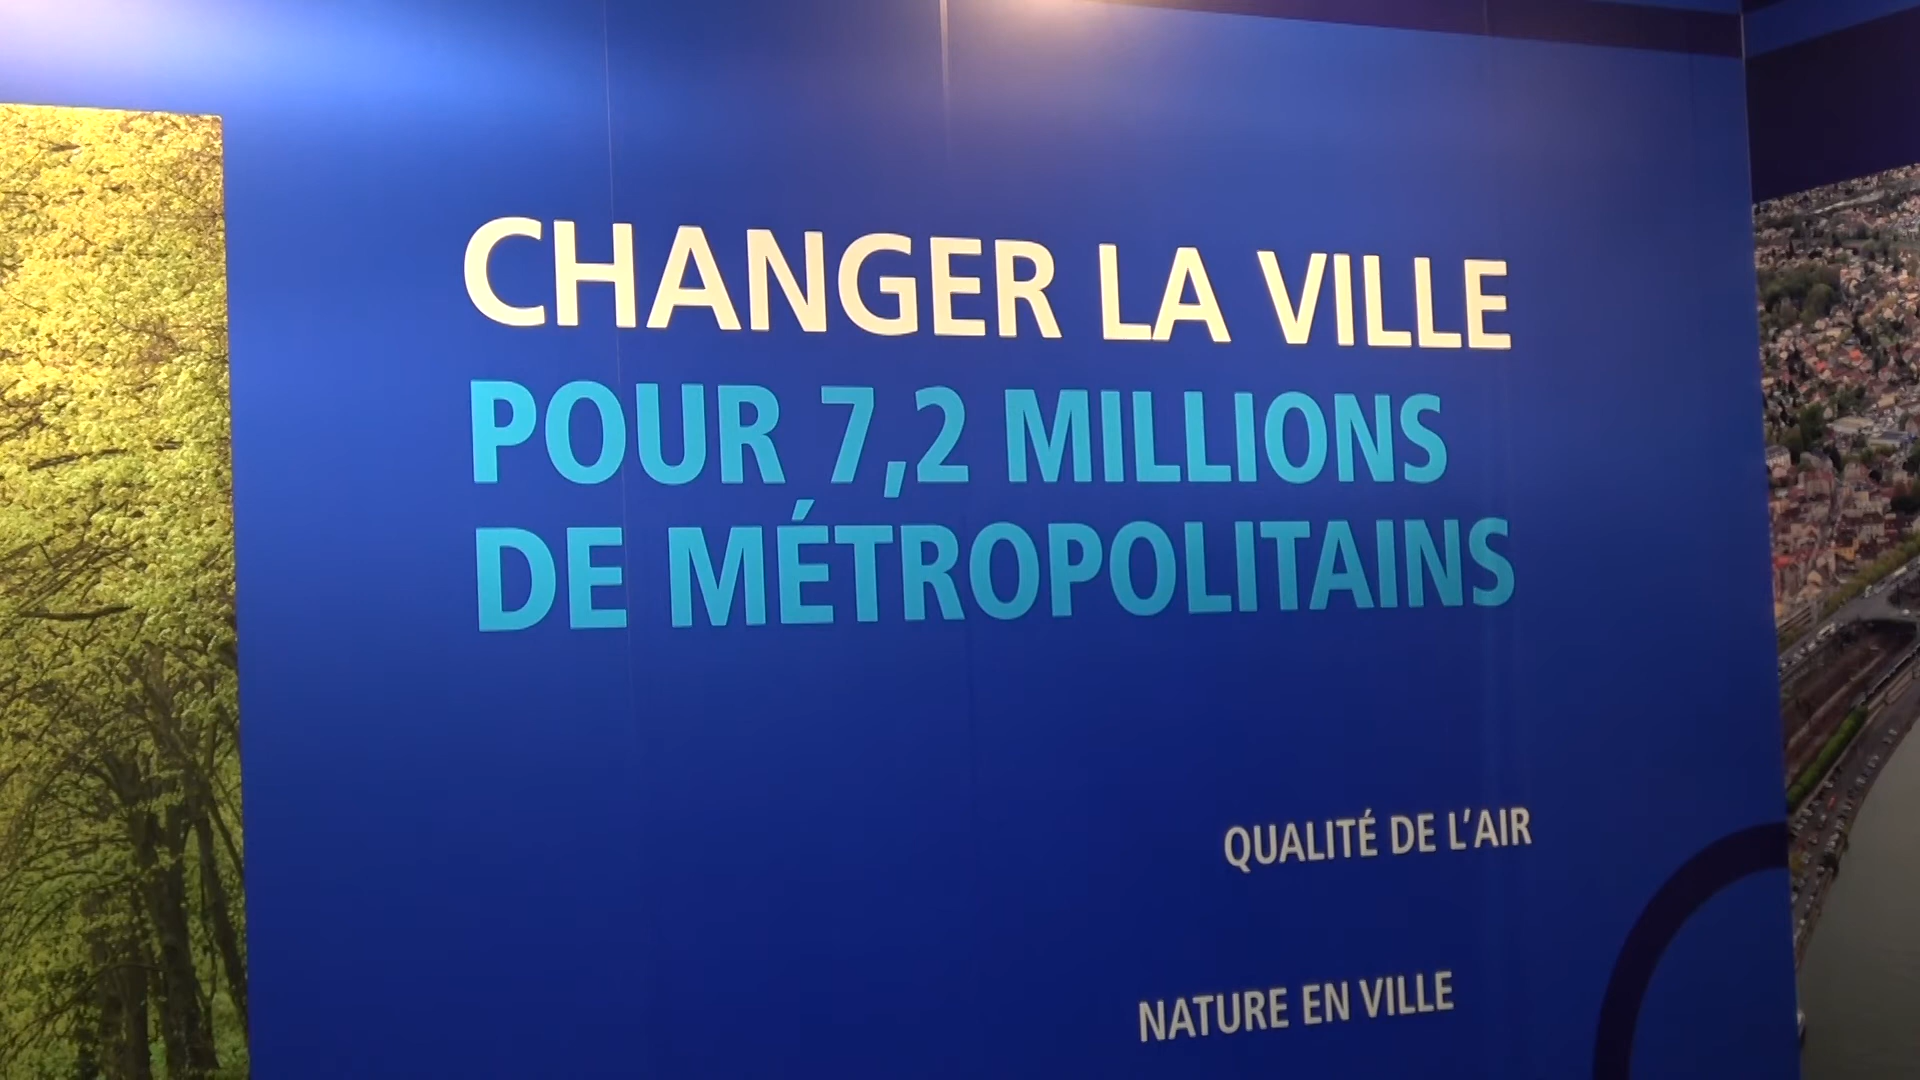 CHANGER LA VILLE
POUR 7,2 MILLIONS
DE MÉTROPOLITAINS
QUALITÉ DE L'AIR
NATURE EN VILLE